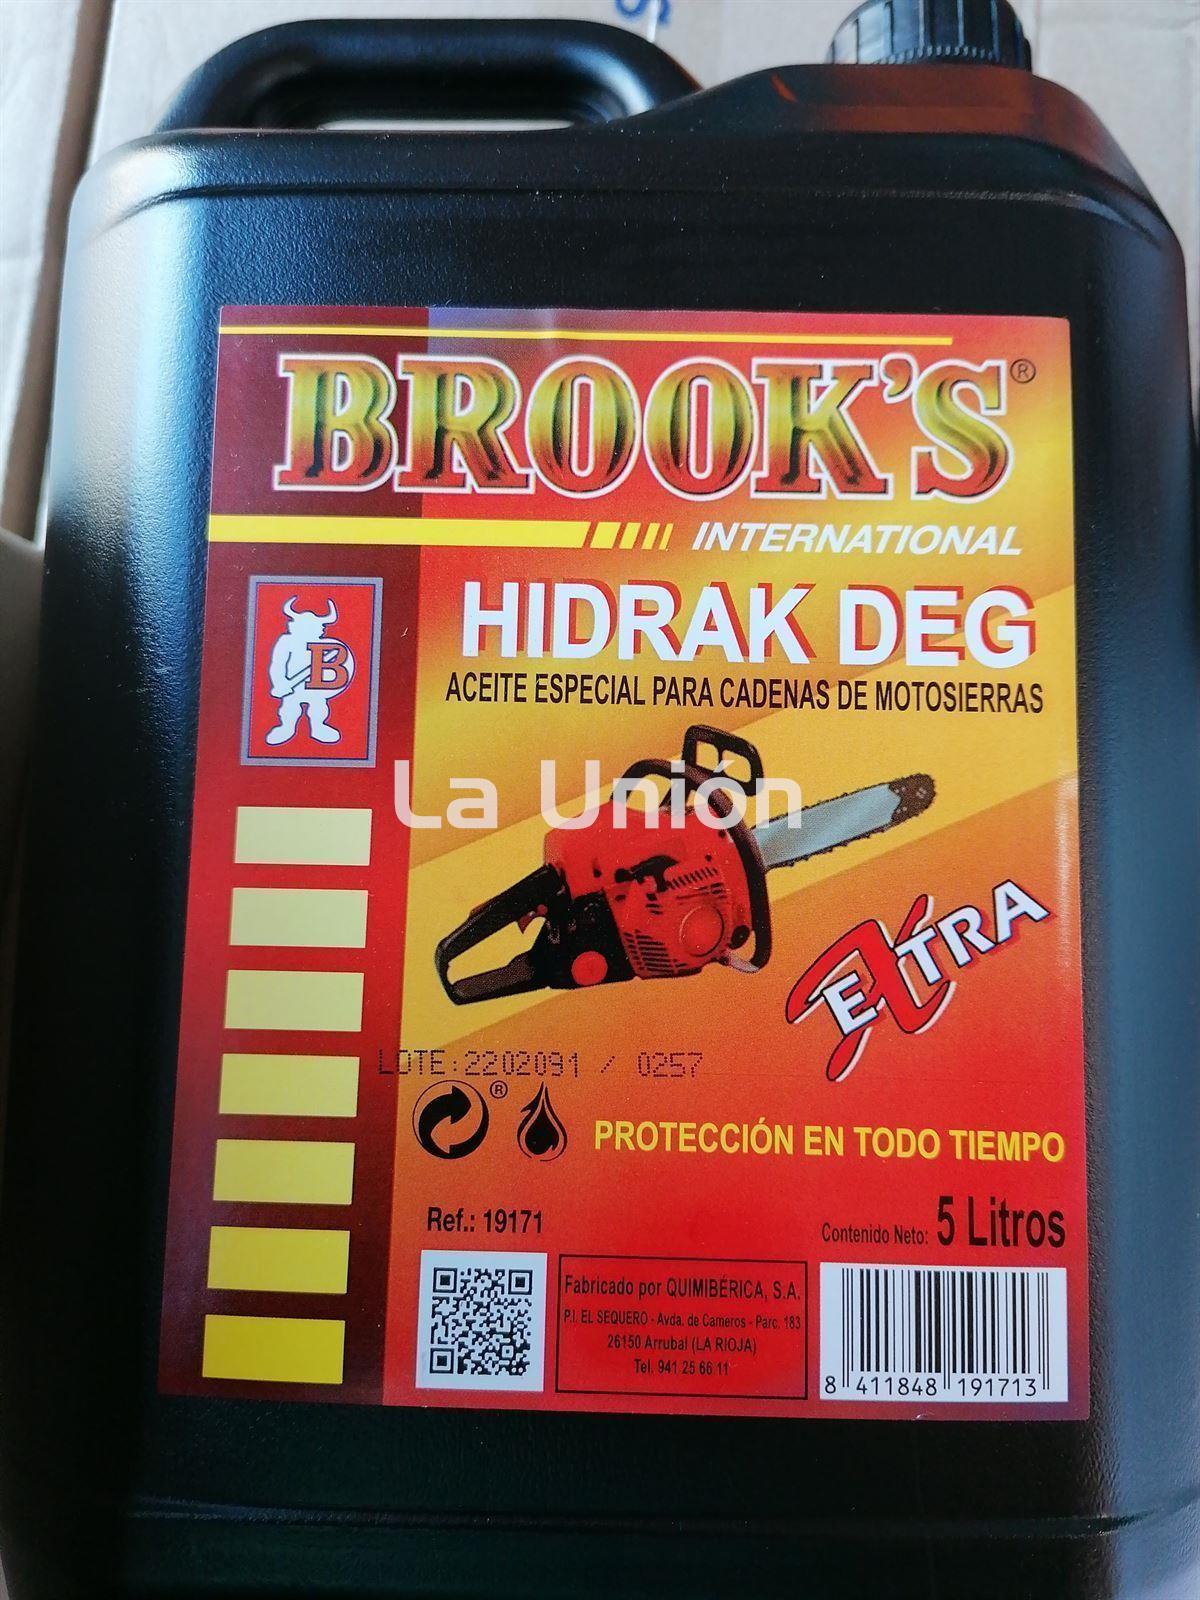 BROOK'S®
INTERNATIONAL
HIDRAK DEG
ACEITE ESPECIAL PARA CADENAS DE MOTOSIERRAS
B
La Unión
EXTRA
LOTE:2202091 / 0257
®
PROTECCIÓN EN TODO TIEMPO
Ref.: 19171
Contenido Neto: 5 Litros
Fabricado por QUIMIBÉRICA, S.A.
P.I. EL SEQUERO - Avda. de Cameros - Parc. 183
26150 Arrubal (LA RIOJA)
Tel. 941 25 66 11
8 411848 191713